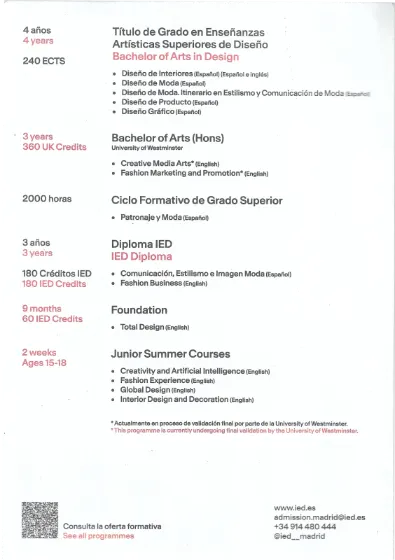 4 años
4 years
240 ECTS
Título de Grado en Enseñanzas
Artísticas Superiores de Diseño
Bachelor of Arts in Design
• Diseño de Interiores (Español) (Español e Inglés)
• Diseño de Moda (Español)
• Diseño de Moda. Itinerario en Estilismo y Comunicación de Moda (Español)
• Diseño de Producto (Español)
• Diseño Gráfico (Español)
3 years
360 UK Credits
Bachelor of Arts (Hons)
University of Westminster
• Creative Media Arts* (English)
• Fashion Marketing and Promotion* (English)
2000 horas
Ciclo Formativo de Grado Superior
• Patronaje y Moda (Español)
3 años
3 years
180 Créditos IED
180 IED Credits
Diploma IED
IED Diploma
• Comunicación, Estilismo e Imagen Moda (Español)
• Fashion Business (English)
9 months
60 IED Credits
Foundation
• Total Design (English)
2 weeks
Ages 15-18
Junior Summer Courses
• Creativity and Artificial Intelligence (English)
• Fashion Experience (English)
• Global Design (English)
• Interior Design and Decoration (English)
*Actualmente en proceso de validación final por parte de la University of Westminster.
*This programme is currently undergoing final validation by the University of Westminster.
Consulta la oferta formativa
See all programmes
www.ied.es
admission.madrid@ied.es
+34 914 480 444
@ied__madrid